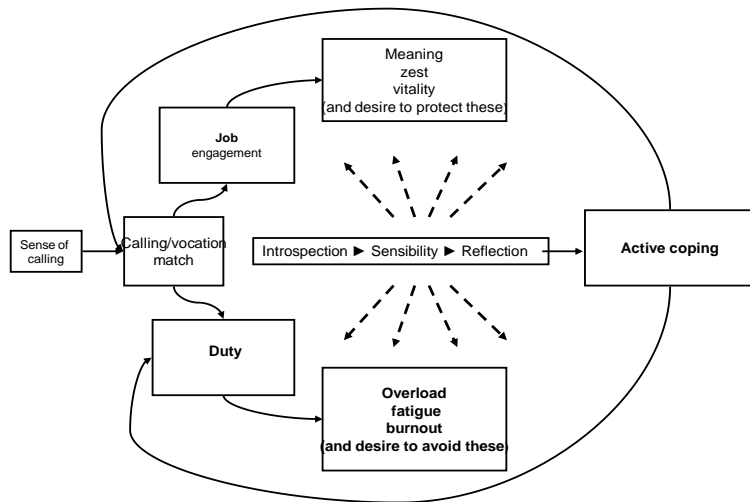 Meaning
zest
vitality
(and desire to protect these)
Job
engagement
Sense of
calling
Calling/vocation
match
Introspection ► Sensibility ► Reflection
Active coping
Duty
Overload
fatigue
burnout
(and desire to avoid these)